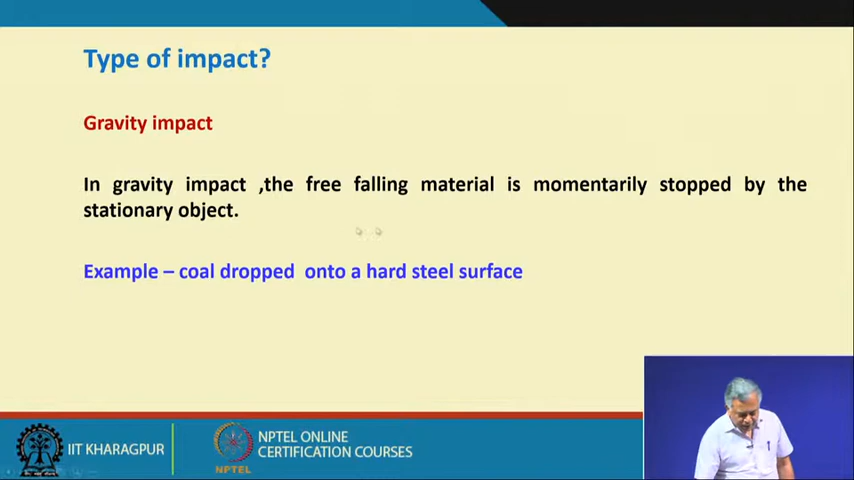 Type of impact?
Gravity impact
In gravity impact ,the free falling material is momentarily stopped by the
stationary object.
Example – coal dropped onto a hard steel surface
IIT KHARAGPUR
NPTEL
NPTEL ONLINE
CERTIFICATION COURSES